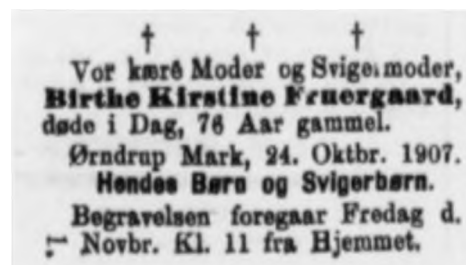 † † †
Vor kære Moder og Svigermoder,
Birthe Kirstine Fruergaard,
døde i Dag, 76 Aar gammel.
Ørndrup Mark, 24. Oktbr. 1907.
Hendes Børn og Svigerbørn.
Begravelsen foregaar Fredag d.
Novbr. Kl. 11 fra Hjemmet.